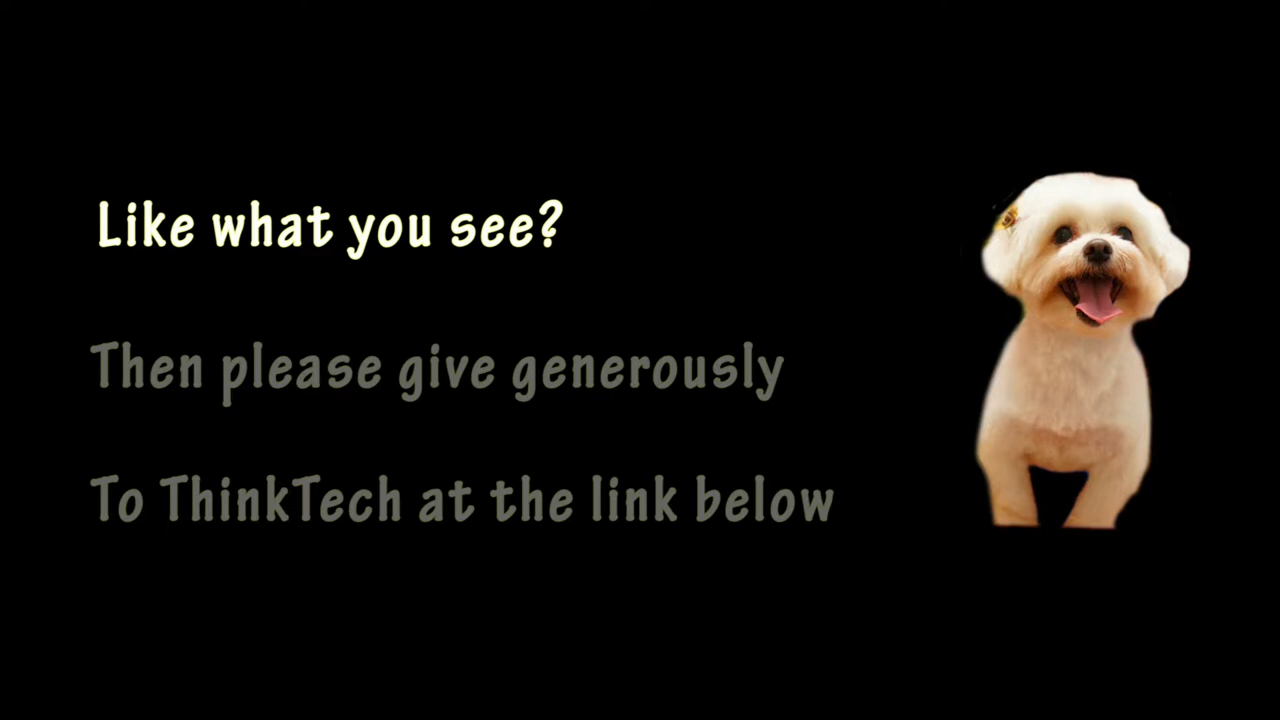 Like what you see?
Then please give generously
To ThinkTech at the link below